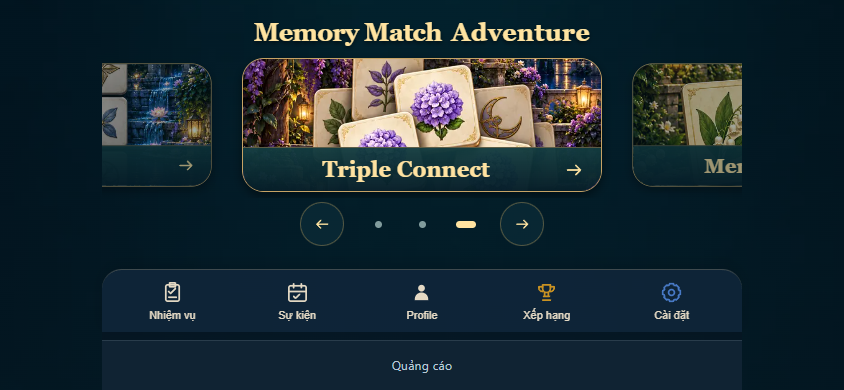 Memory Match Adventure
Triple Connect
Nhiệm vụ
Sự kiện
Profile
Xếp hạng
Cài đặt
Quảng cáo